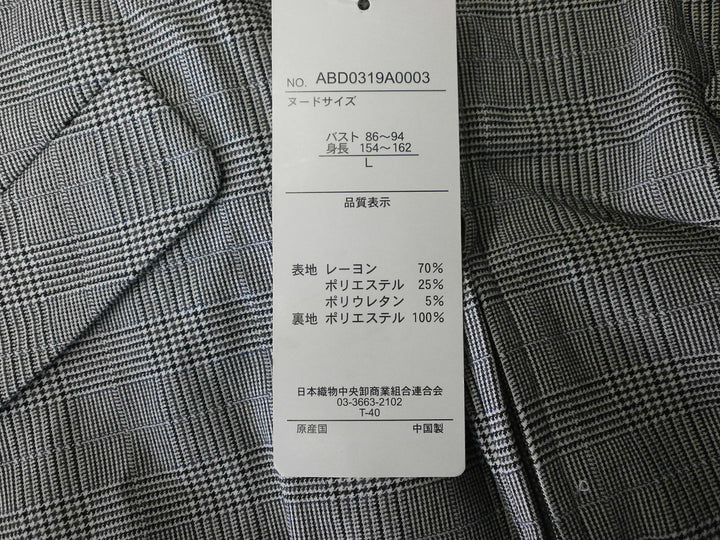 NO. ABD0319A0003
ヌードサイズ
バスト 86～94
身長 154～162
L
品質表示
表地 レーヨン 70%
ポリエステル 25%
ポリウレタン 5%
裏地 ポリエステル 100%
日本織物中央卸商業組合連合会
03-3663-2102
T-40
原産国 中国製